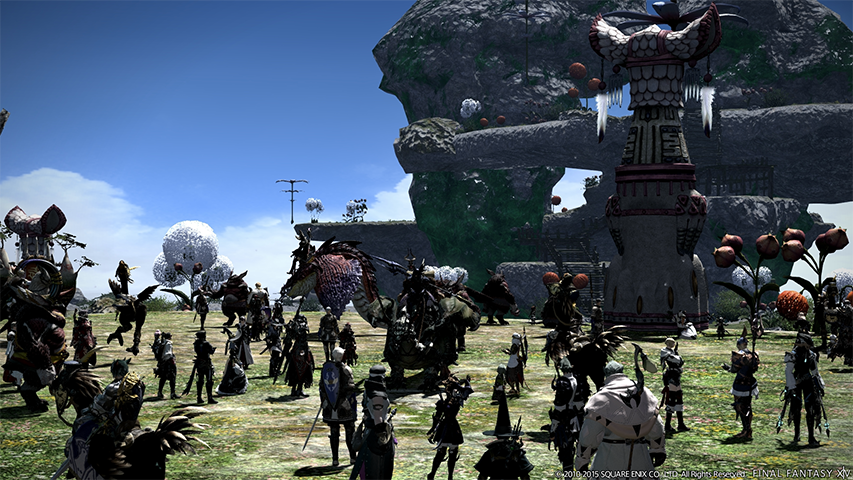 © 2010-2015 SQUARE ENIX CO., LTD. All Rights Reserved. FINAL FANTASY XIV